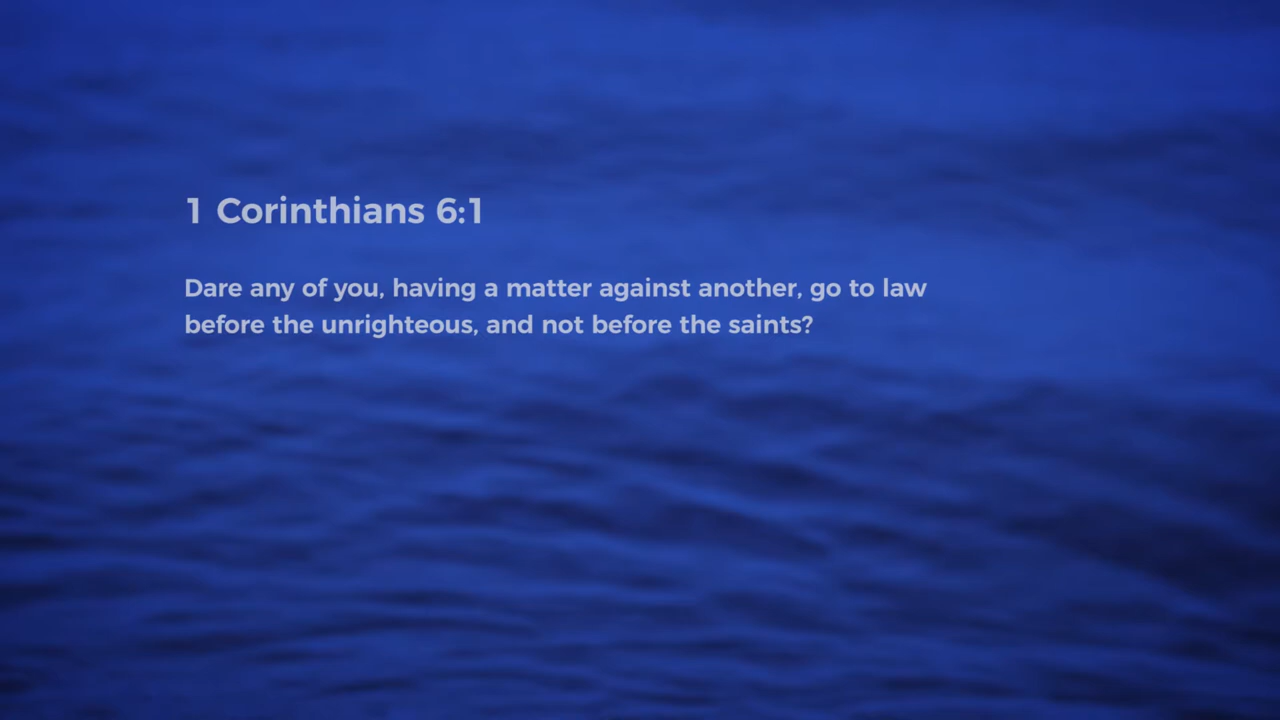 1 Corinthians 6:1
Dare any of you, having a matter against another, go to law
before the unrighteous, and not before the saints?